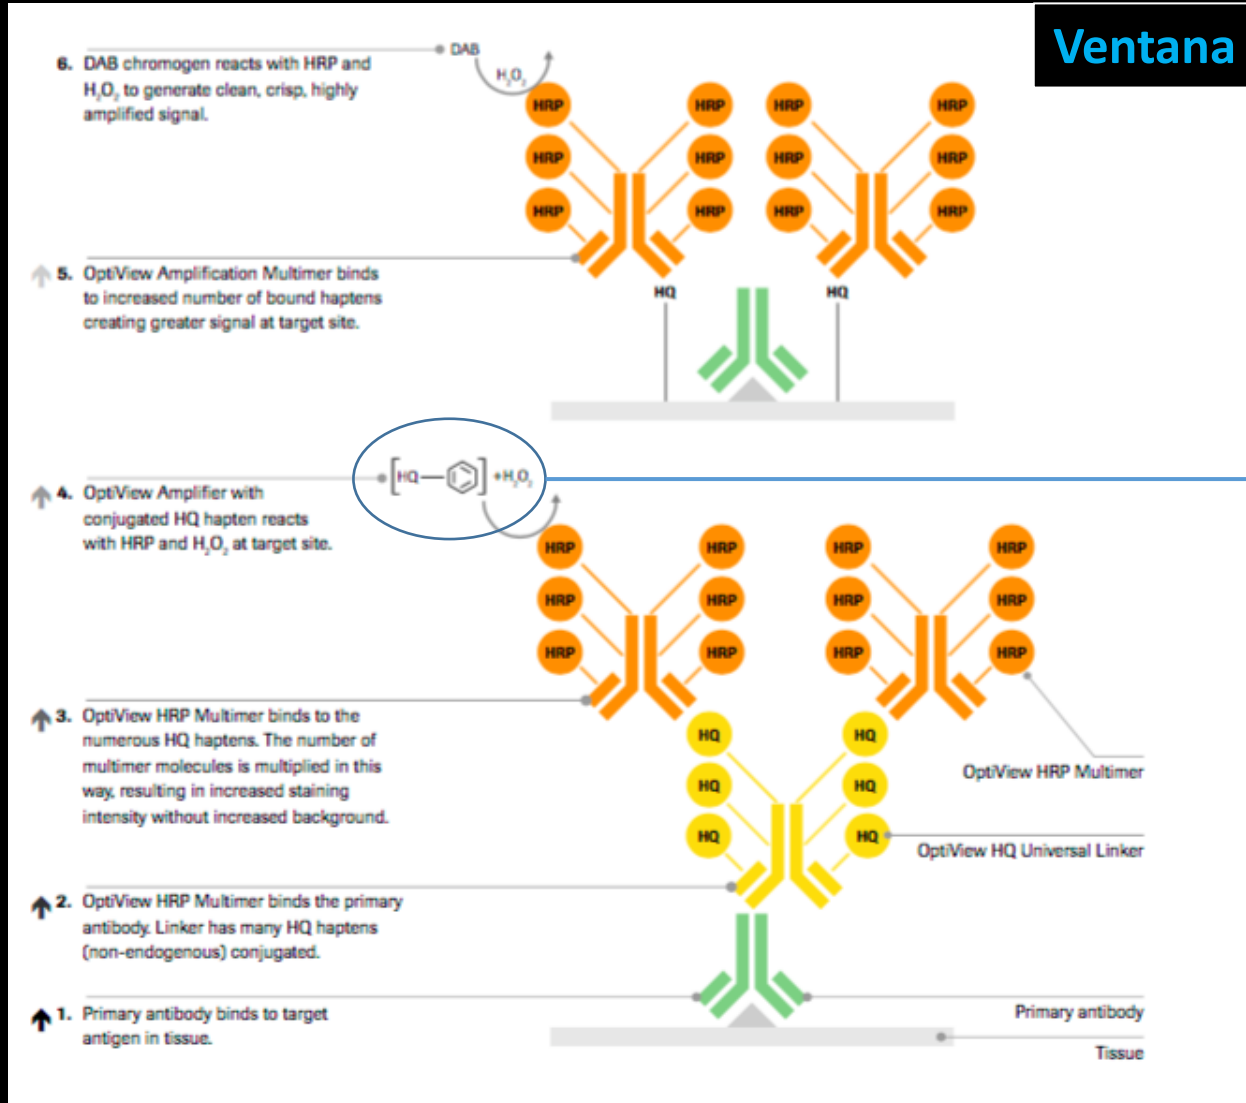 Ventana
DAB
H₂O₂
6. DAB chromogen reacts with HRP and
H₂O₂ to generate clean, crisp, highly
amplified signal.
HRP HRP HRP HRP
HRP HRP HRP HRP
HRP HRP HRP HRP
5. OptiView Amplification Multimer binds
to increased number of bound haptens
creating greater signal at target site.
HQ HQ
[HQ—] +H₂O₂
4. OptiView Amplifier with
conjugated HQ hapten reacts
with HRP and H₂O₂ at target site.
HRP HRP HRP HRP
HRP HRP HRP HRP
HRP HRP HRP HRP
3. OptiView HRP Multimer binds to the
numerous HQ haptens. The number of
multimer molecules is multiplied in this
way, resulting in increased staining
intensity without increased background.
HQ HQ
OptiView HRP Multimer
HQ HQ
HQ HQ
OptiView HQ Universal Linker
2. OptiView HRP Multimer binds the primary
antibody. Linker has many HQ haptens
(non-endogenous) conjugated.
1. Primary antibody binds to target
antigen in tissue.
Primary antibody
Tissue